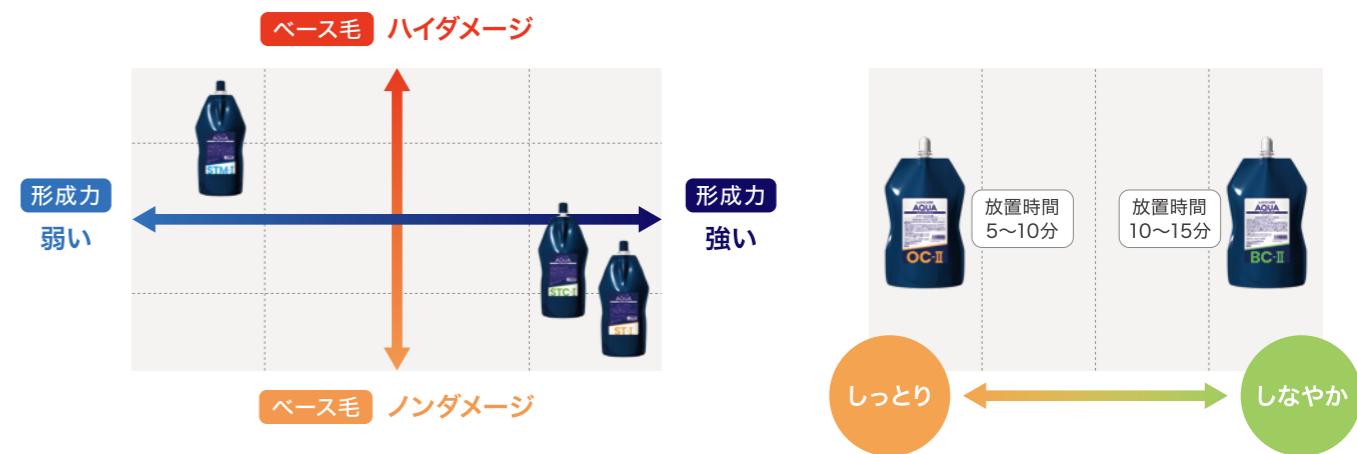 ベース毛 ハイダメージ
形成力
弱い
形成力
強い
AQUA
STM-I
AQUA
STC-I
AQUA
ST-I
ベース毛 ノンダメージ
AQUA
OC-II
放置時間
5〜10分
放置時間
10〜15分
AQUA
BC-II
しっとり
しなやか